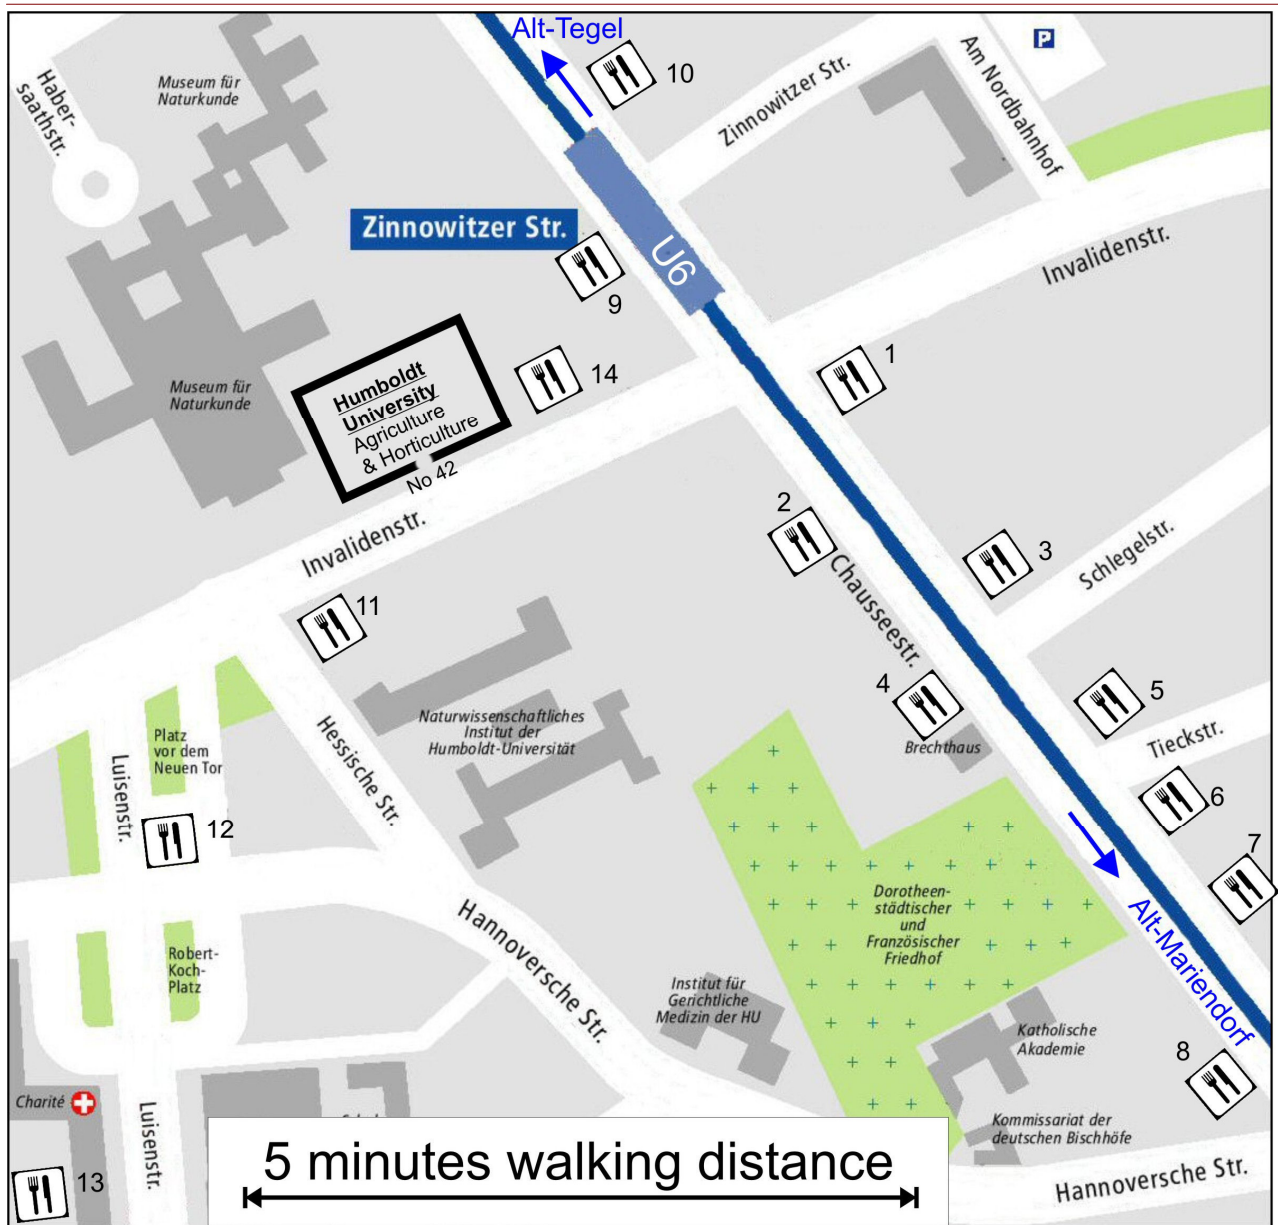 Alt-Tegel
10
P
Haber-
saathstr.
Museum für
Naturkunde
Zinnowitzer Str.
Am Nordbahnhof
Zinnowitzer Str.
U6
9
Invalidenstr.
Museum für
Naturkunde
Humboldt
University
Agriculture
& Horticulture
No 42
14
1
Invalidenstr.
2
3
Schlegelstr.
Chausseestr.
11
4
5
Brechthaus
Tieckstr.
Naturwissenschaftliches
Institut der
Humboldt-Universität
Hessische Str.
Platz
vor dem
Neuen Tor
Luisenstr.
12
6
7
Dorotheen-
städtischer
und
Französischer
Friedhof
Alt-Mariendorf
Hannoversche Str.
Robert-
Koch-
Platz
Institut für
Gerichtliche
Medizin der HU
Katholische
Akademie
8
Charité
Luisenstr.
Kommissariat der
deutschen Bischhöfe
Hannoversche Str.
13
5 minutes walking distance